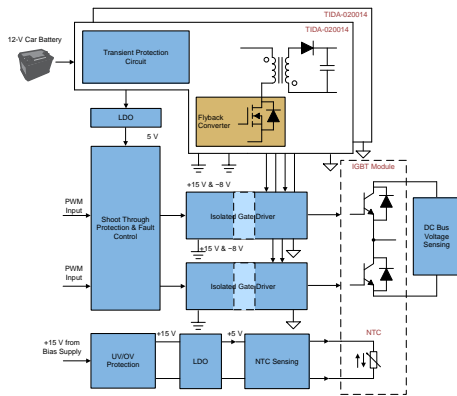 TIDA-020014
TIDA-020014
12-V Car Battery
Transient Protection
Circuit
Flyback
Converter
LDO
5 V
IGBT Module
+15 V & −8 V
PWM
Input
Shoot Through
Protection & Fault
Control
Isolated Gate Driver
DC Bus
Voltage
Sensing
+15 V & −8 V
PWM
Input
Isolated Gate Driver
+15 V from
Bias Supply
UV/OV
Protection
+15 V
LDO
+5 V
NTC Sensing
NTC